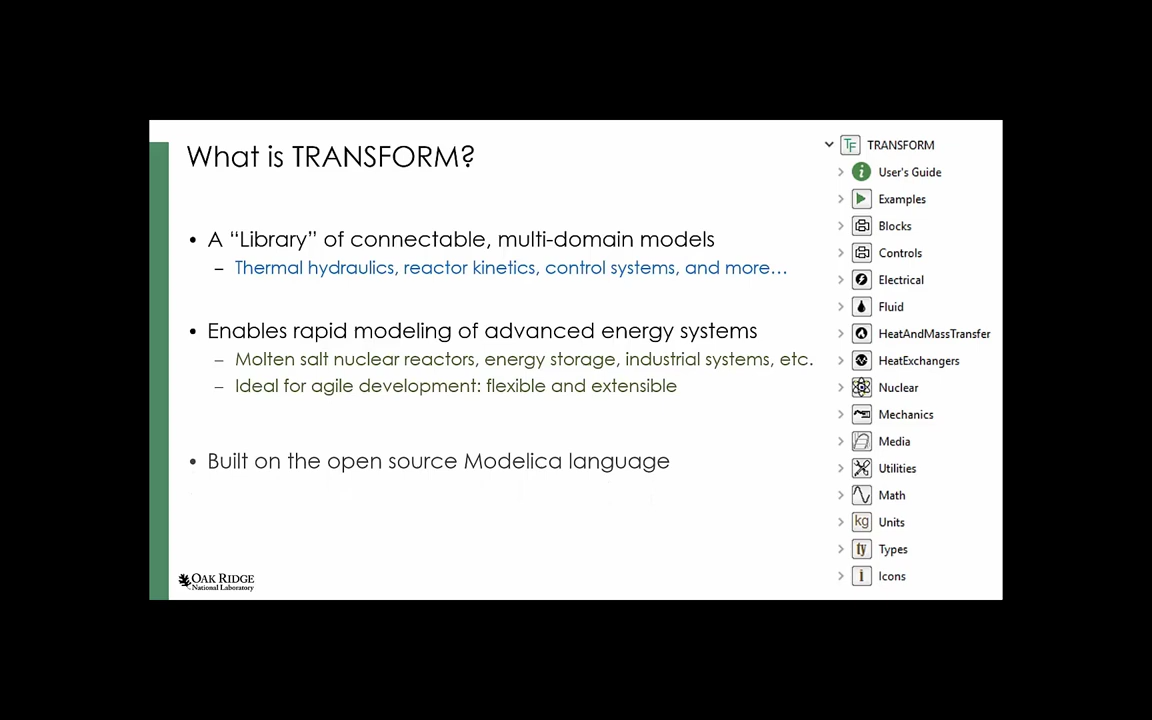 What is TRANSFORM?
• A “Library” of connectable, multi-domain models
– Thermal hydraulics, reactor kinetics, control systems, and more…
• Enables rapid modeling of advanced energy systems
– Molten salt nuclear reactors, energy storage, industrial systems, etc.
– Ideal for agile development: flexible and extensible
• Built on the open source Modelica language
OAK RIDGE
National Laboratory
TF TRANSFORM
i User's Guide
Examples
Blocks
Controls
Electrical
Fluid
HeatAndMassTransfer
HeatExchangers
Nuclear
Mechanics
Media
Utilities
Math
kg Units
ty Types
i Icons